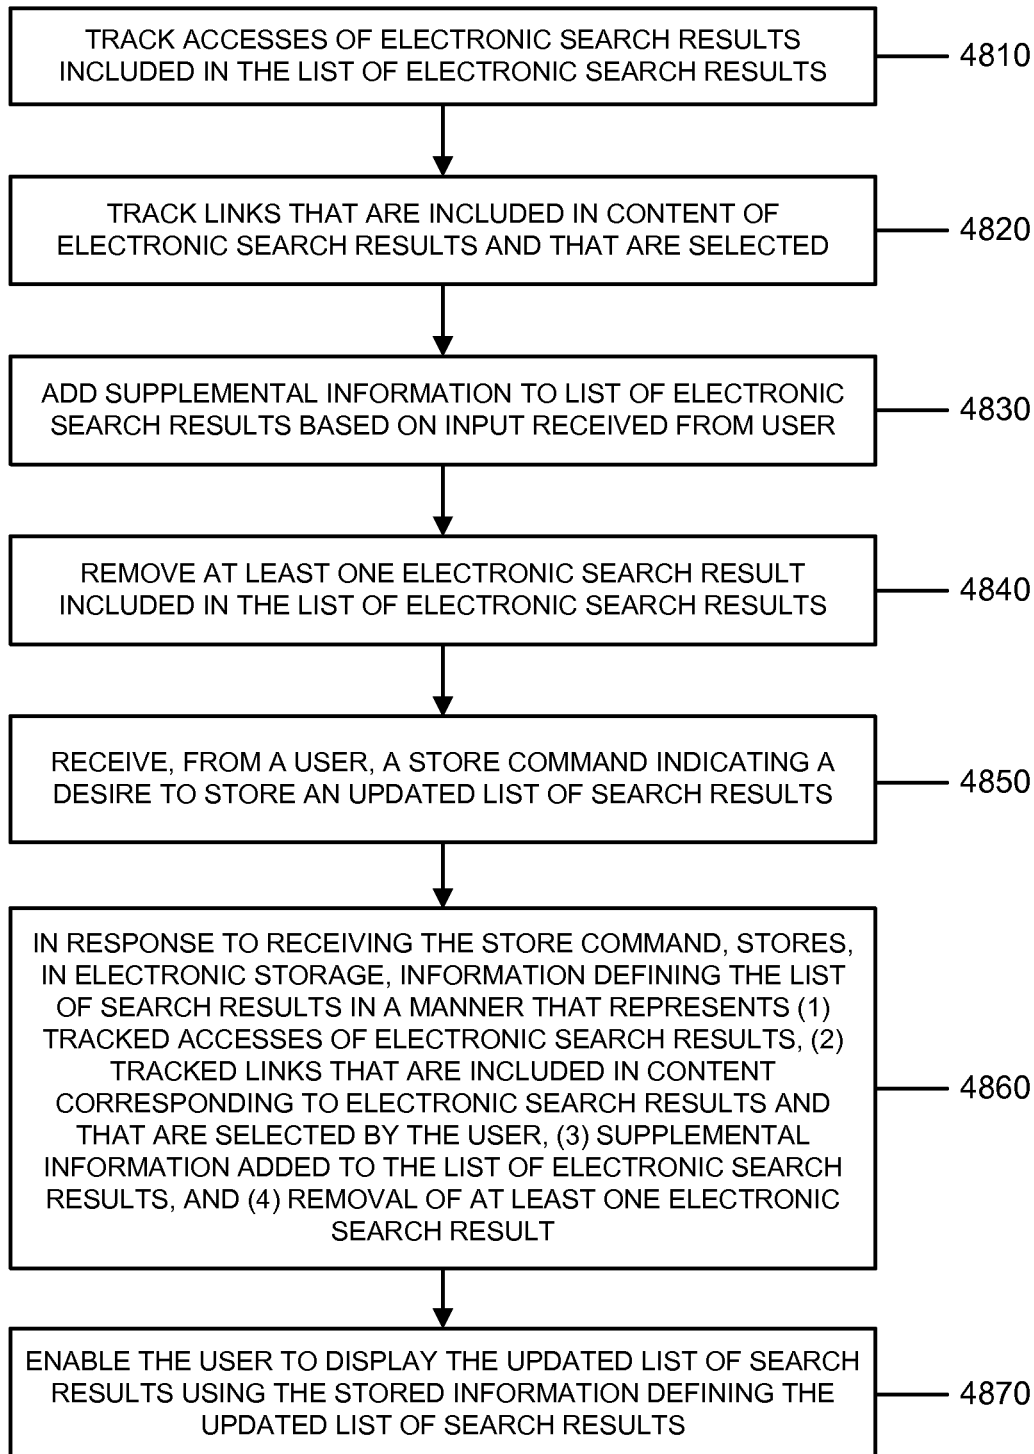 TRACK ACCESSES OF ELECTRONIC SEARCH RESULTS
INCLUDED IN THE LIST OF ELECTRONIC SEARCH RESULTS
4810
TRACK LINKS THAT ARE INCLUDED IN CONTENT OF
ELECTRONIC SEARCH RESULTS AND THAT ARE SELECTED
4820
ADD SUPPLEMENTAL INFORMATION TO LIST OF ELECTRONIC
SEARCH RESULTS BASED ON INPUT RECEIVED FROM USER
4830
REMOVE AT LEAST ONE ELECTRONIC SEARCH RESULT
INCLUDED IN THE LIST OF ELECTRONIC SEARCH RESULTS
4840
RECEIVE, FROM A USER, A STORE COMMAND INDICATING A
DESIRE TO STORE AN UPDATED LIST OF SEARCH RESULTS
4850
IN RESPONSE TO RECEIVING THE STORE COMMAND, STORES,
IN ELECTRONIC STORAGE, INFORMATION DEFINING THE LIST
OF SEARCH RESULTS IN A MANNER THAT REPRESENTS (1)
TRACKED ACCESSES OF ELECTRONIC SEARCH RESULTS, (2)
TRACKED LINKS THAT ARE INCLUDED IN CONTENT
CORRESPONDING TO ELECTRONIC SEARCH RESULTS AND
THAT ARE SELECTED BY THE USER, (3) SUPPLEMENTAL
INFORMATION ADDED TO THE LIST OF ELECTRONIC SEARCH
RESULTS, AND (4) REMOVAL OF AT LEAST ONE ELECTRONIC
SEARCH RESULT
4860
ENABLE THE USER TO DISPLAY THE UPDATED LIST OF SEARCH
RESULTS USING THE STORED INFORMATION DEFINING THE
UPDATED LIST OF SEARCH RESULTS
4870